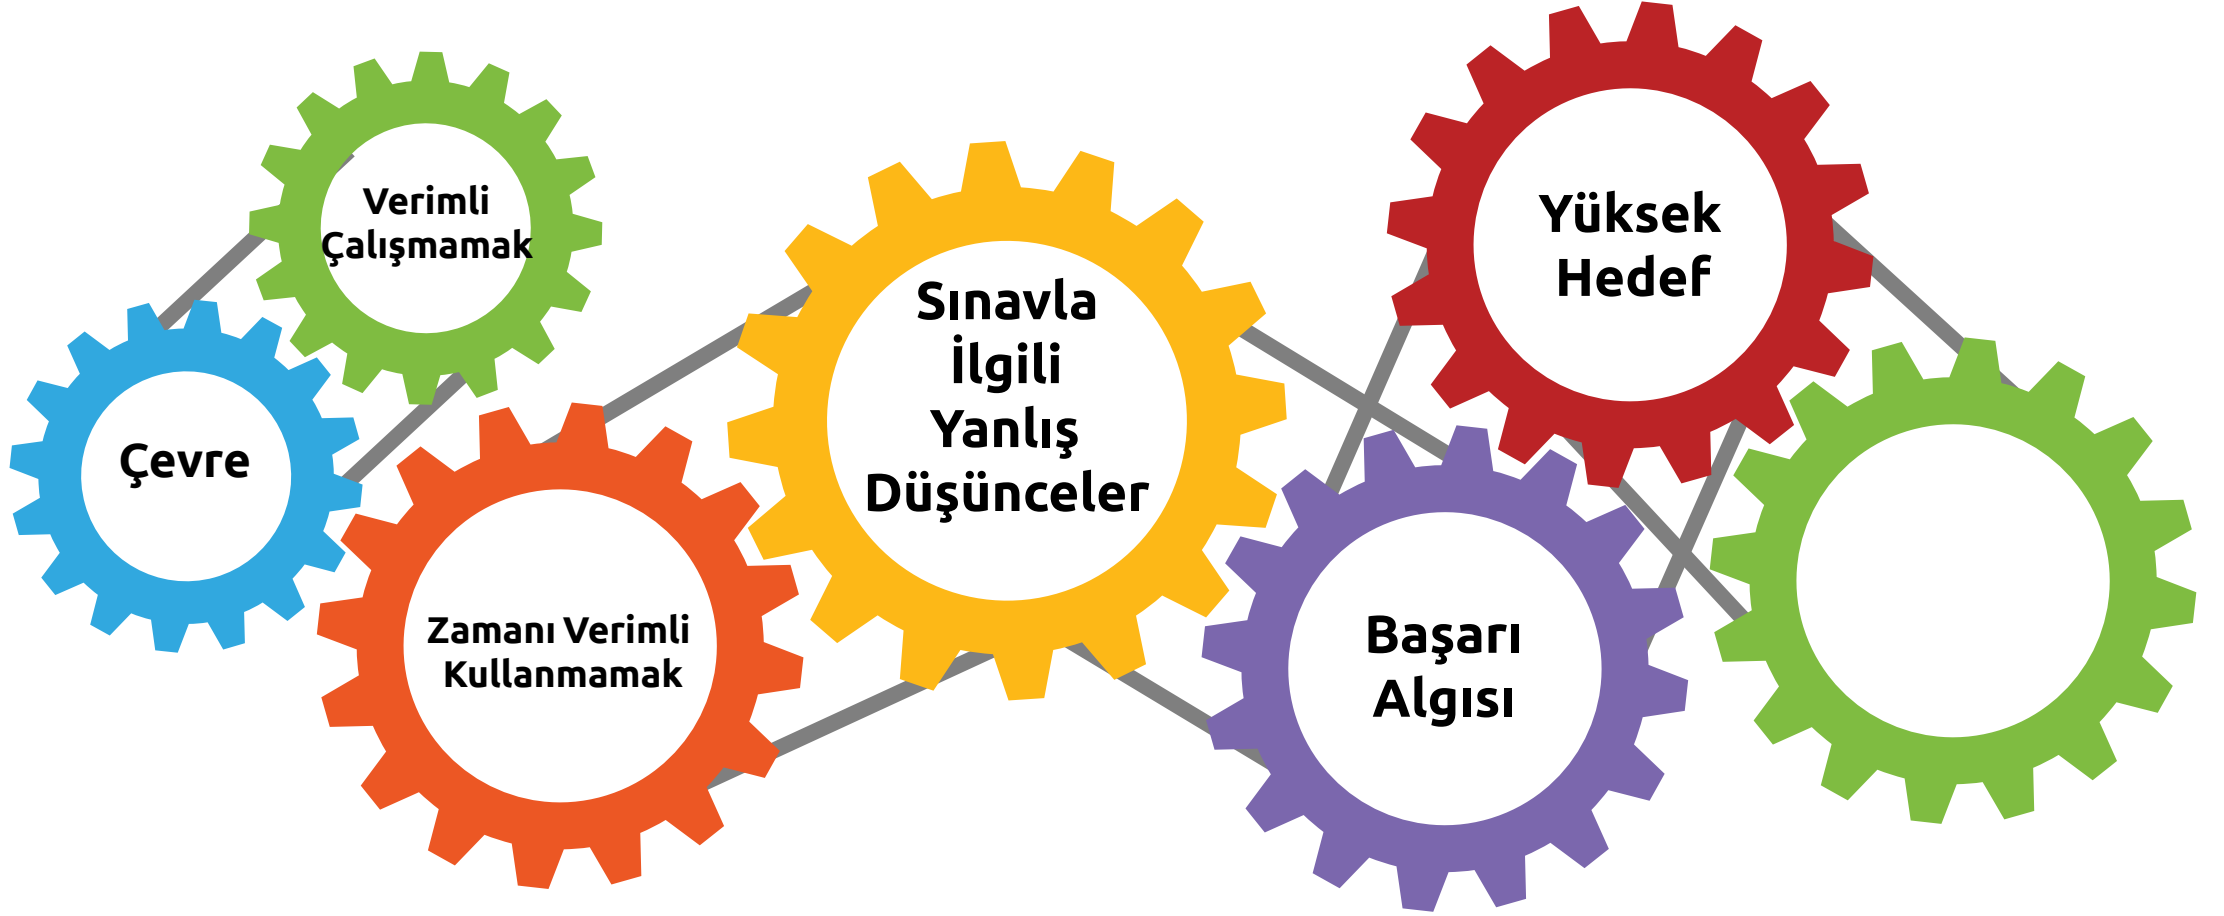 Verimli
Çalışmamak
Çevre
Zamanı Verimli
Kullanmamak
Sınavla
İlgili
Yanlış
Düşünceler
Yüksek
Hedef
Başarı
Algısı